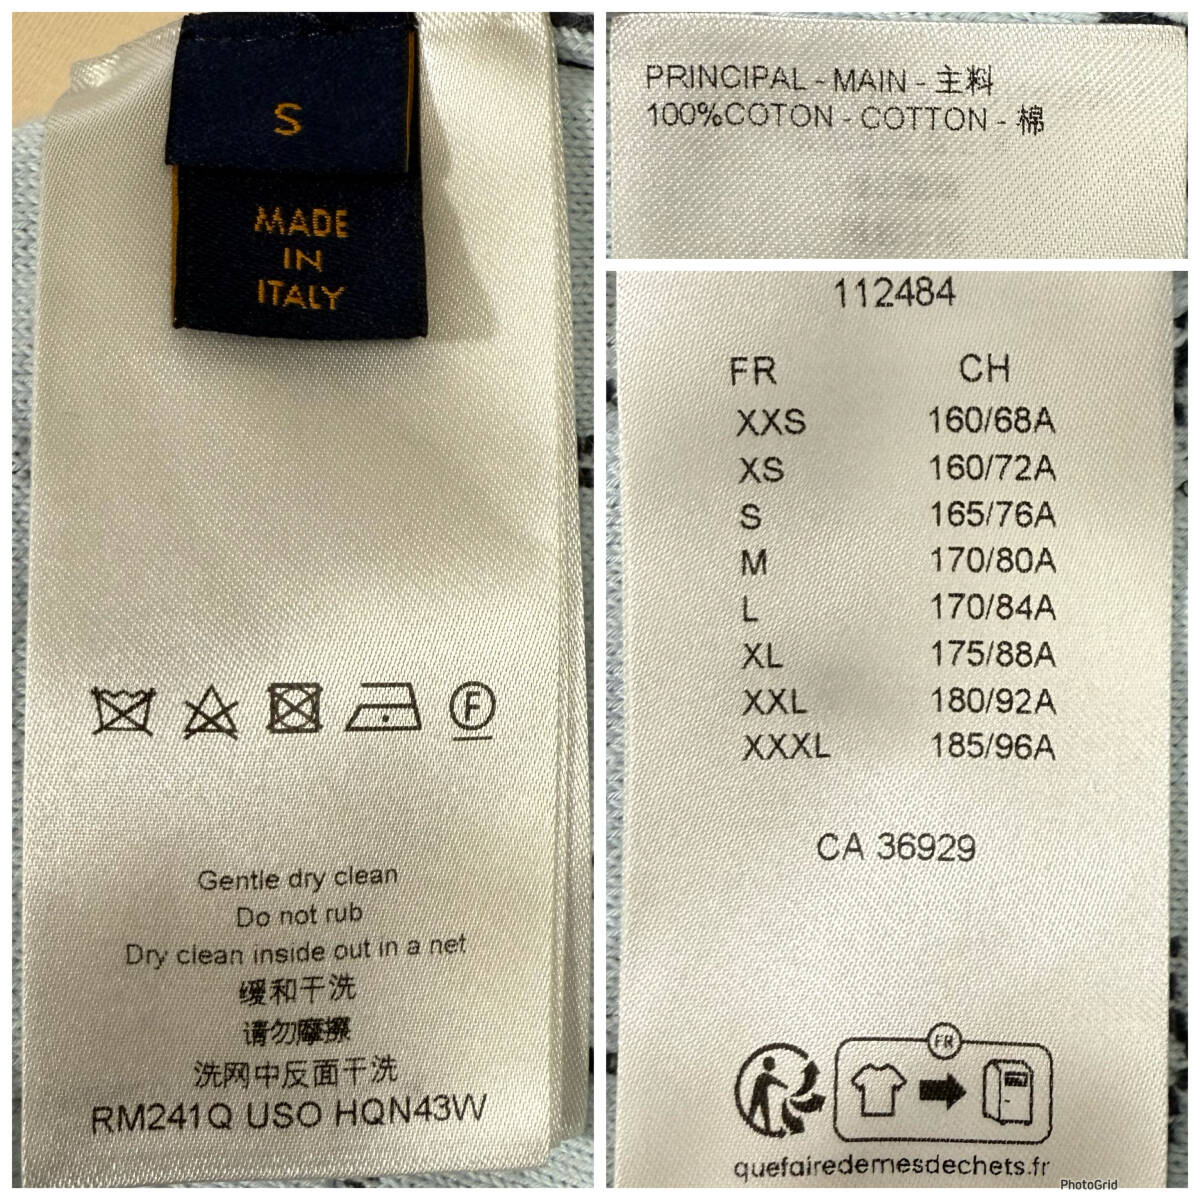 S
MADE
IN
ITALY
F
Gentle dry clean
Do not rub
Dry clean inside out in a net
缓和干洗
请勿摩擦
洗网中反面干洗
RM241Q USO HQN43W
PRINCIPAL - MAIN - 主料
100%COTON - COTTON - 棉
112484
FR CH
XXS 160/68A
XS 160/72A
S 165/76A
M 170/80A
L 170/84A
XL 175/88A
XXL 180/92A
XXXL 185/96A
CA 36929
FR
quefairedemesdechets.fr
PhotoGrid